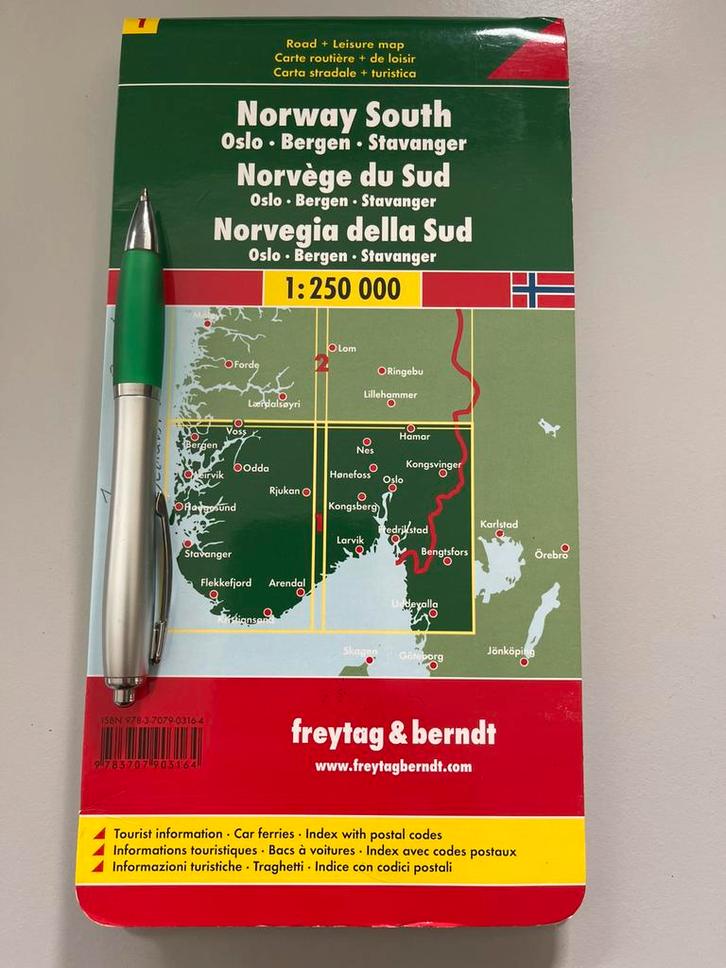 1
Road + Leisure map
Carte routière + de loisir
Carta stradale + turistica
Norway South
Oslo · Bergen · Stavanger
Norvège du Sud
Oslo · Bergen · Stavanger
Norvegia della Sud
Oslo · Bergen · Stavanger
1: 250 000
Lom
2
Førde
Ringebu
Lærdalsøyri
Lillehammer
Voss
Hamar
Bergen
Nes
Odda
Hønefoss
Kongsvinger
Oslo
Rjukan
Kongsberg
Haugesund
1
Fredrikstad
Karlstad
Larvik
Stavanger
Bengtsfors
Örebro
Flekkefjord
Arendal
Kristiansand
Uddevalla
Skagen
Göteborg
Jönköping
ISBN 978-3-7079-0316-4
9783707903164
freytag & berndt
www.freytagberndt.com
Tourist information · Car ferries · Index with postal codes
Informations touristiques · Bacs à voitures · Index avec codes postaux
Informazioni turistiche · Traghetti · Indice con codici postali